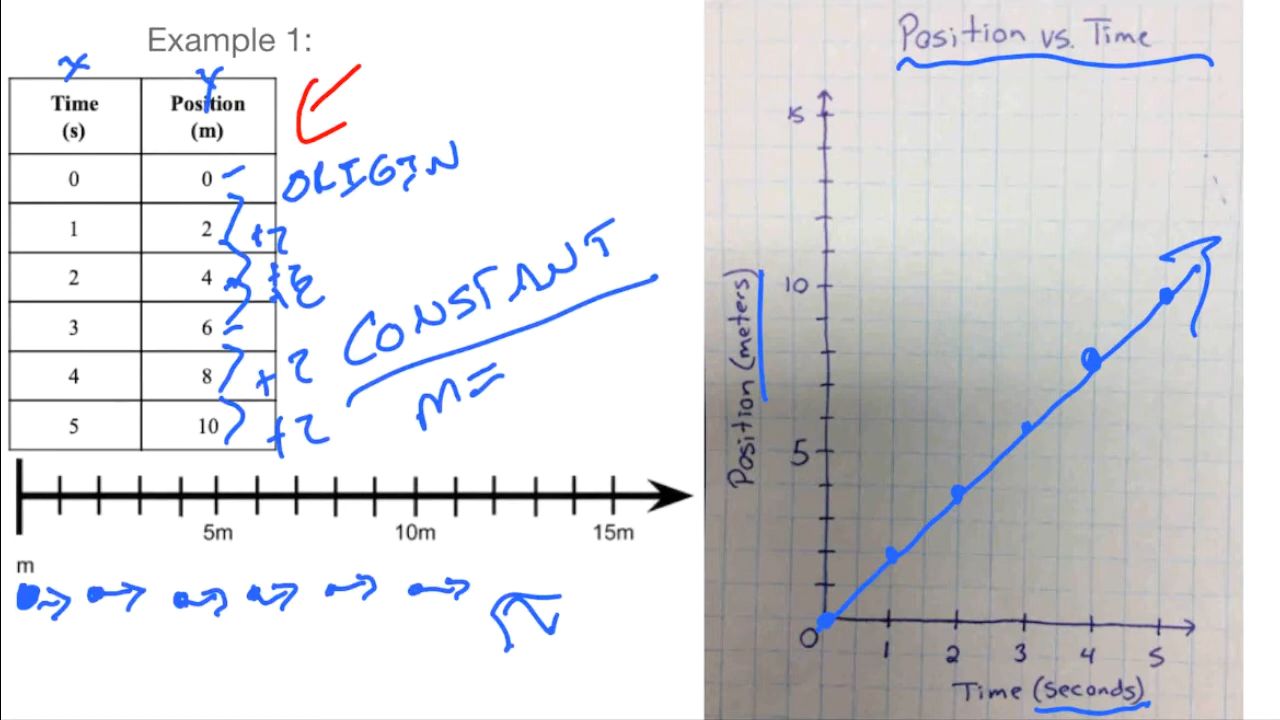 Example 1:
x y
Time (s) Position (m)
0 0
1 2
2 4
3 6
4 8
5 10
ORIGIN
+2
+2
+2
+2
CONSTANT
m=
5m 10m 15m
m
Position vs. Time
15
10
5
0
1 2 3 4 5
Position (meters)
Time (seconds)